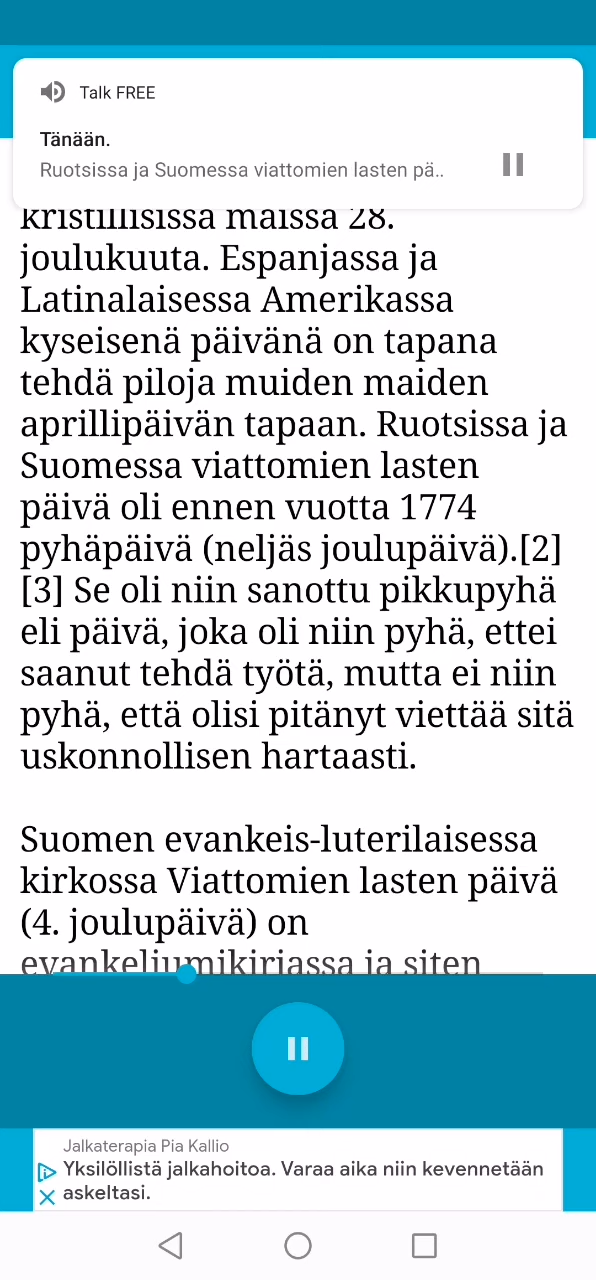 Talk FREE
Tänään.
Ruotsissa ja Suomessa viattomien lasten pä..
kristillisissä maissa 28.
joulukuuta. Espanjassa ja
Latinalaisessa Amerikassa
kyseisenä päivänä on tapana
tehdä piloja muiden maiden
aprillipäivän tapaan. Ruotsissa ja
Suomessa viattomien lasten
päivä oli ennen vuotta 1774
pyhäpäivä (neljäs joulupäivä).[2]
[3] Se oli niin sanottu pikkupyhä
eli päivä, joka oli niin pyhä, ettei
saanut tehdä työtä, mutta ei niin
pyhä, että olisi pitänyt viettää sitä
uskonnollisen hartaasti.
Suomen evankeis-luterilaisessa
kirkossa Viattomien lasten päivä
(4. joulupäivä) on
evankeliumikirjassa ja siten
Jalkaterapia Pia Kallio
Yksilöllistä jalkahoitoa. Varaa aika niin kevennetään
askeltasi.